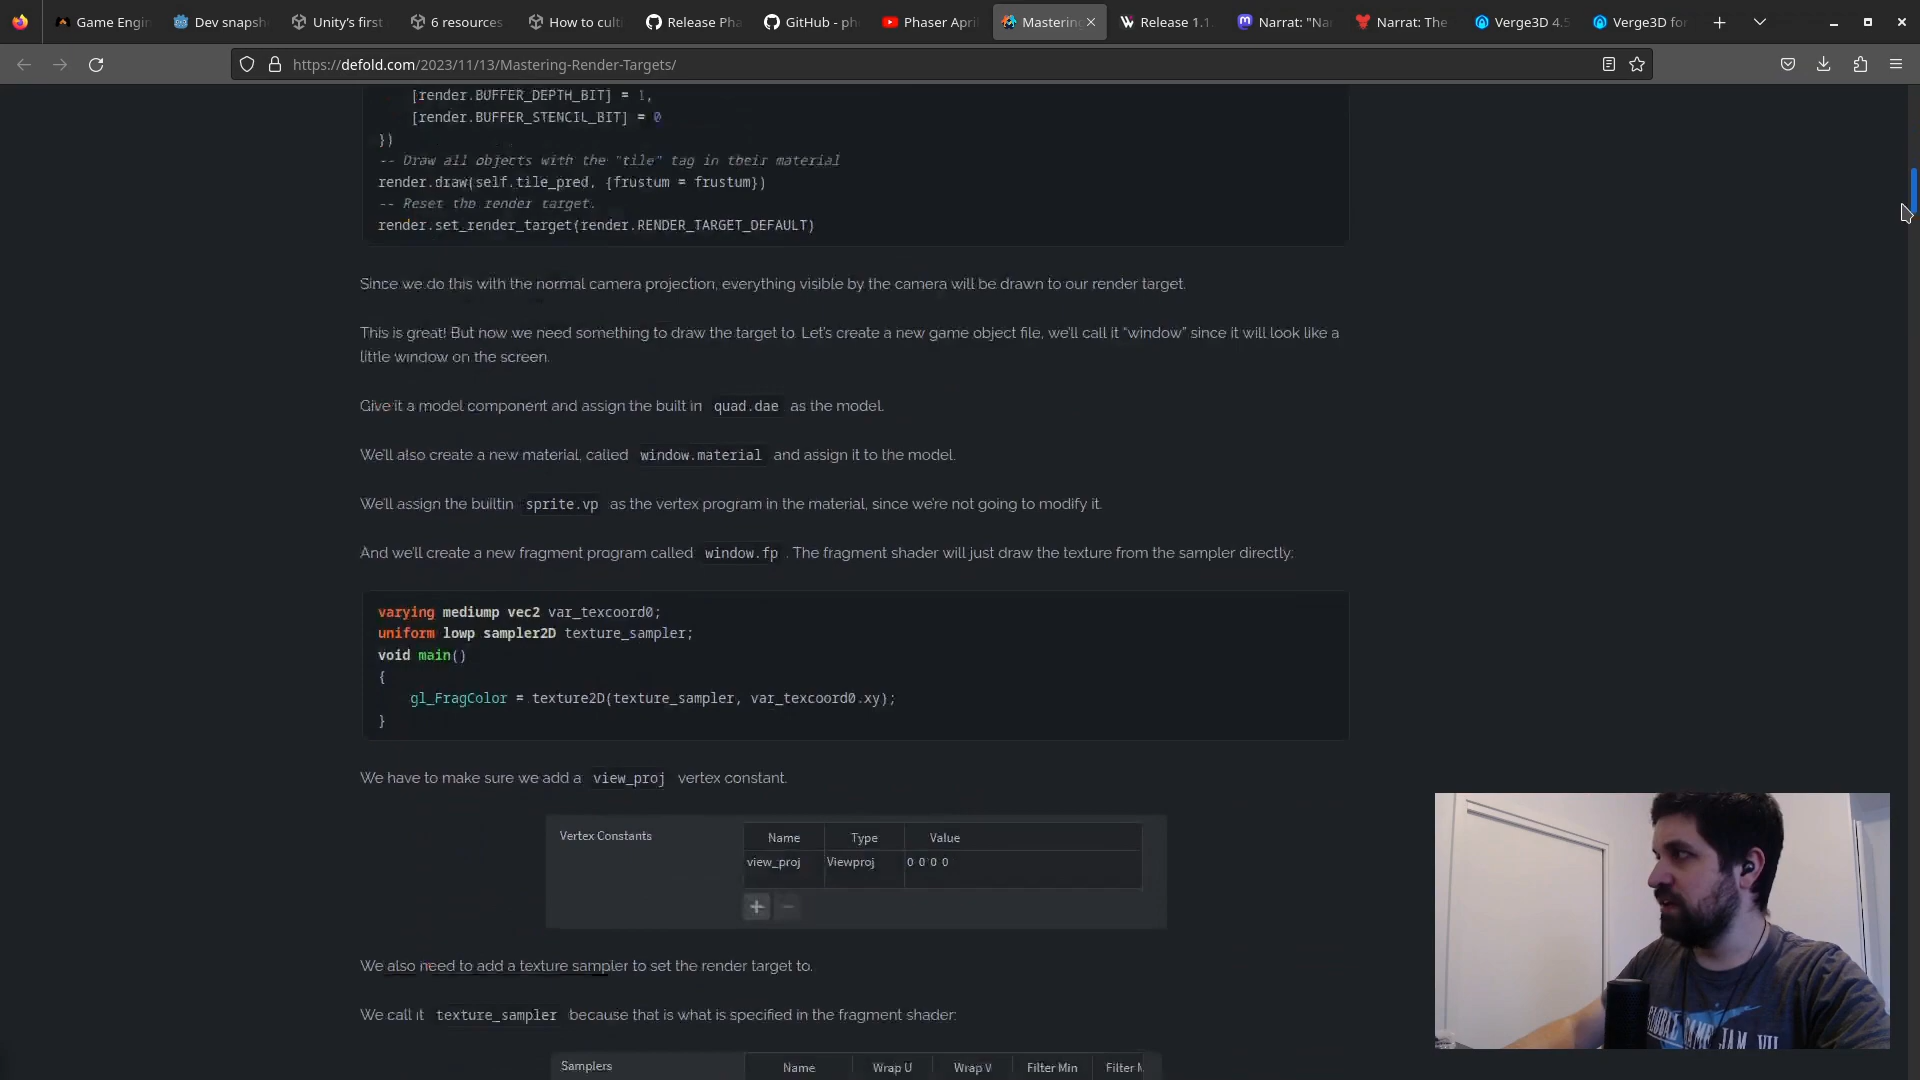 Game Engin
Dev snapsh
Unity's first
6 resources
How to culti
Release Pha
GitHub - ph
Phaser Apri
Mastering
Release 1.1.
Narrat: "Nar
Narrat: The
Verge3D 4.5
Verge3D for
https://defold.com/2023/11/13/Mastering-Render-Targets/
[render.BUFFER_DEPTH_BIT] = 1,
[render.BUFFER_STENCIL_BIT] = 0
})
-- Draw all objects with the "tile" tag in their material
render.draw(self.tile_pred, {frustum = frustum})
-- Reset the render target.
render.set_render_target(render.RENDER_TARGET_DEFAULT)
Since we do this with the normal camera projection, everything visible by the camera will be drawn to our render target.
This is great! But now we need something to draw the target to. Let's create a new game object file, we'll call it “window” since it will look like a
little window on the screen.
Give it a model component and assign the built in quad.dae as the model.
We'll also create a new material, called window.material and assign it to the model.
We'll assign the builtin sprite.vp as the vertex program in the material, since we're not going to modify it.
And we'll create a new fragment program called window.fp . The fragment shader will just draw the texture from the sampler directly:
varying mediump vec2 var_texcoord0;
uniform lowp sampler2D texture_sampler;
void main()
{
gl_FragColor = texture2D(texture_sampler, var_texcoord0.xy);
}
We have to make sure we add a view_proj vertex constant.
Vertex Constants Name Type Value
view_proj Viewproj 0 0 0 0
We also need to add a texture sampler to set the render target to.
We call it texture_sampler because that is what is specified in the fragment shader:
Samplers Name Wrap U Wrap V Filter Min Filter M
GLOBAL GAME JAM VII